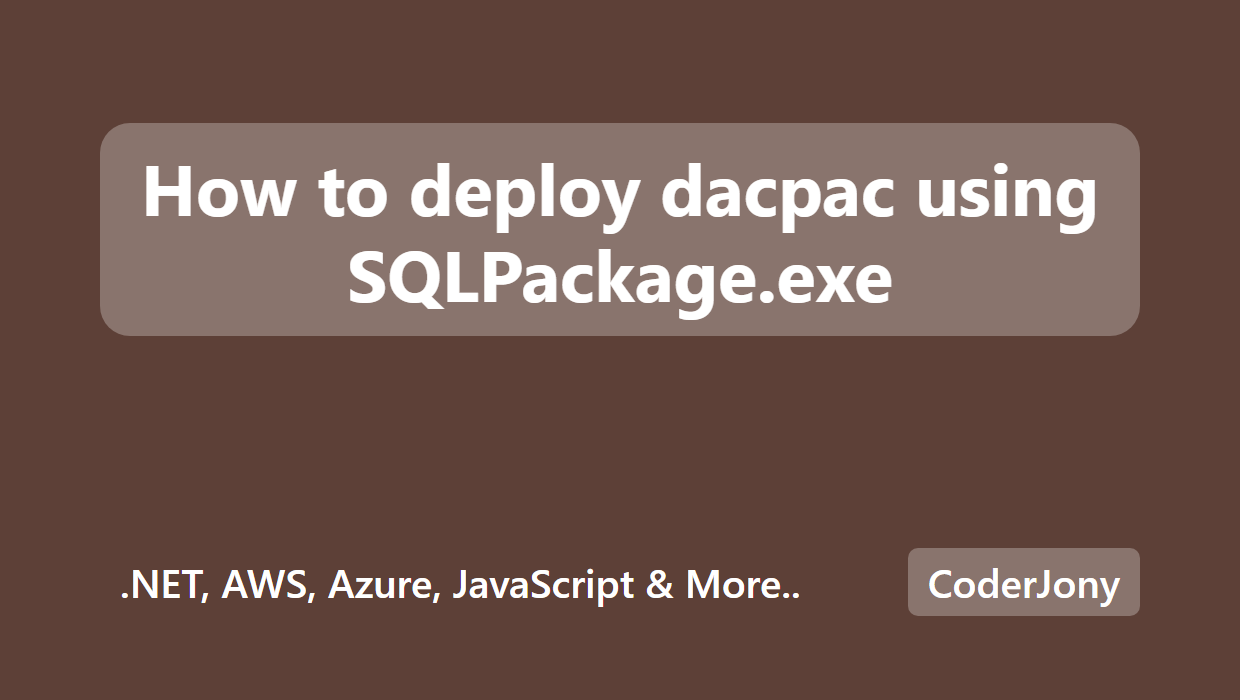 How to deploy dacpac using
SQLPackage.exe
.NET, AWS, Azure, JavaScript & More..
CoderJony